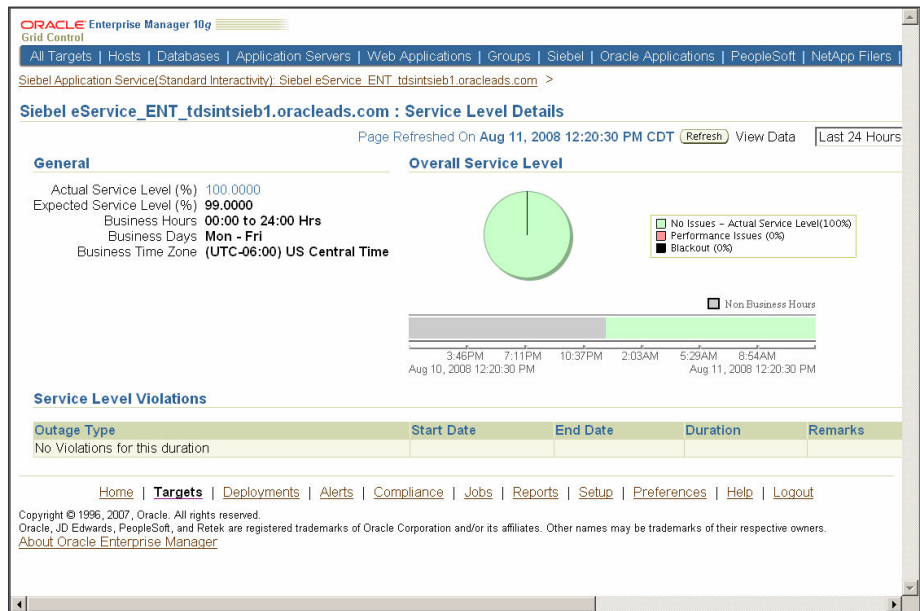 ORACLE Enterprise Manager 10g
Grid Control
All Targets | Hosts | Databases | Application Servers | Web Applications | Groups | Siebel | Oracle Applications | PeopleSoft | NetApp Filers |
Siebel Application Service(Standard Interactivity): Siebel eService_ENT_tdsintsieb1.oracleads.com >
Siebel eService_ENT_tdsintsieb1.oracleads.com : Service Level Details
Page Refreshed On Aug 11, 2008 12:20:30 PM CDT Refresh View Data Last 24 Hours
General
Actual Service Level (%) 100.0000
Expected Service Level (%) 99.0000
Business Hours 00:00 to 24:00 Hrs
Business Days Mon - Fri
Business Time Zone (UTC-06:00) US Central Time
Overall Service Level
No Issues - Actual Service Level(100%)
Performance Issues (0%)
Blackout (0%)
Non Business Hours
3:46PM 7:11PM 10:37PM 2:03AM 5:29AM 8:54AM
Aug 10, 2008 12:20:30 PM Aug 11, 2008 12:20:30 PM
Service Level Violations
Outage Type Start Date End Date Duration Remarks
No Violations for this duration
Home | Targets | Deployments | Alerts | Compliance | Jobs | Reports | Setup | Preferences | Help | Logout
Copyright © 1996, 2007, Oracle. All rights reserved.
Oracle, JD Edwards, PeopleSoft, and Retek are registered trademarks of Oracle Corporation and/or its affiliates. Other names may be trademarks of their respective owners.
About Oracle Enterprise Manager